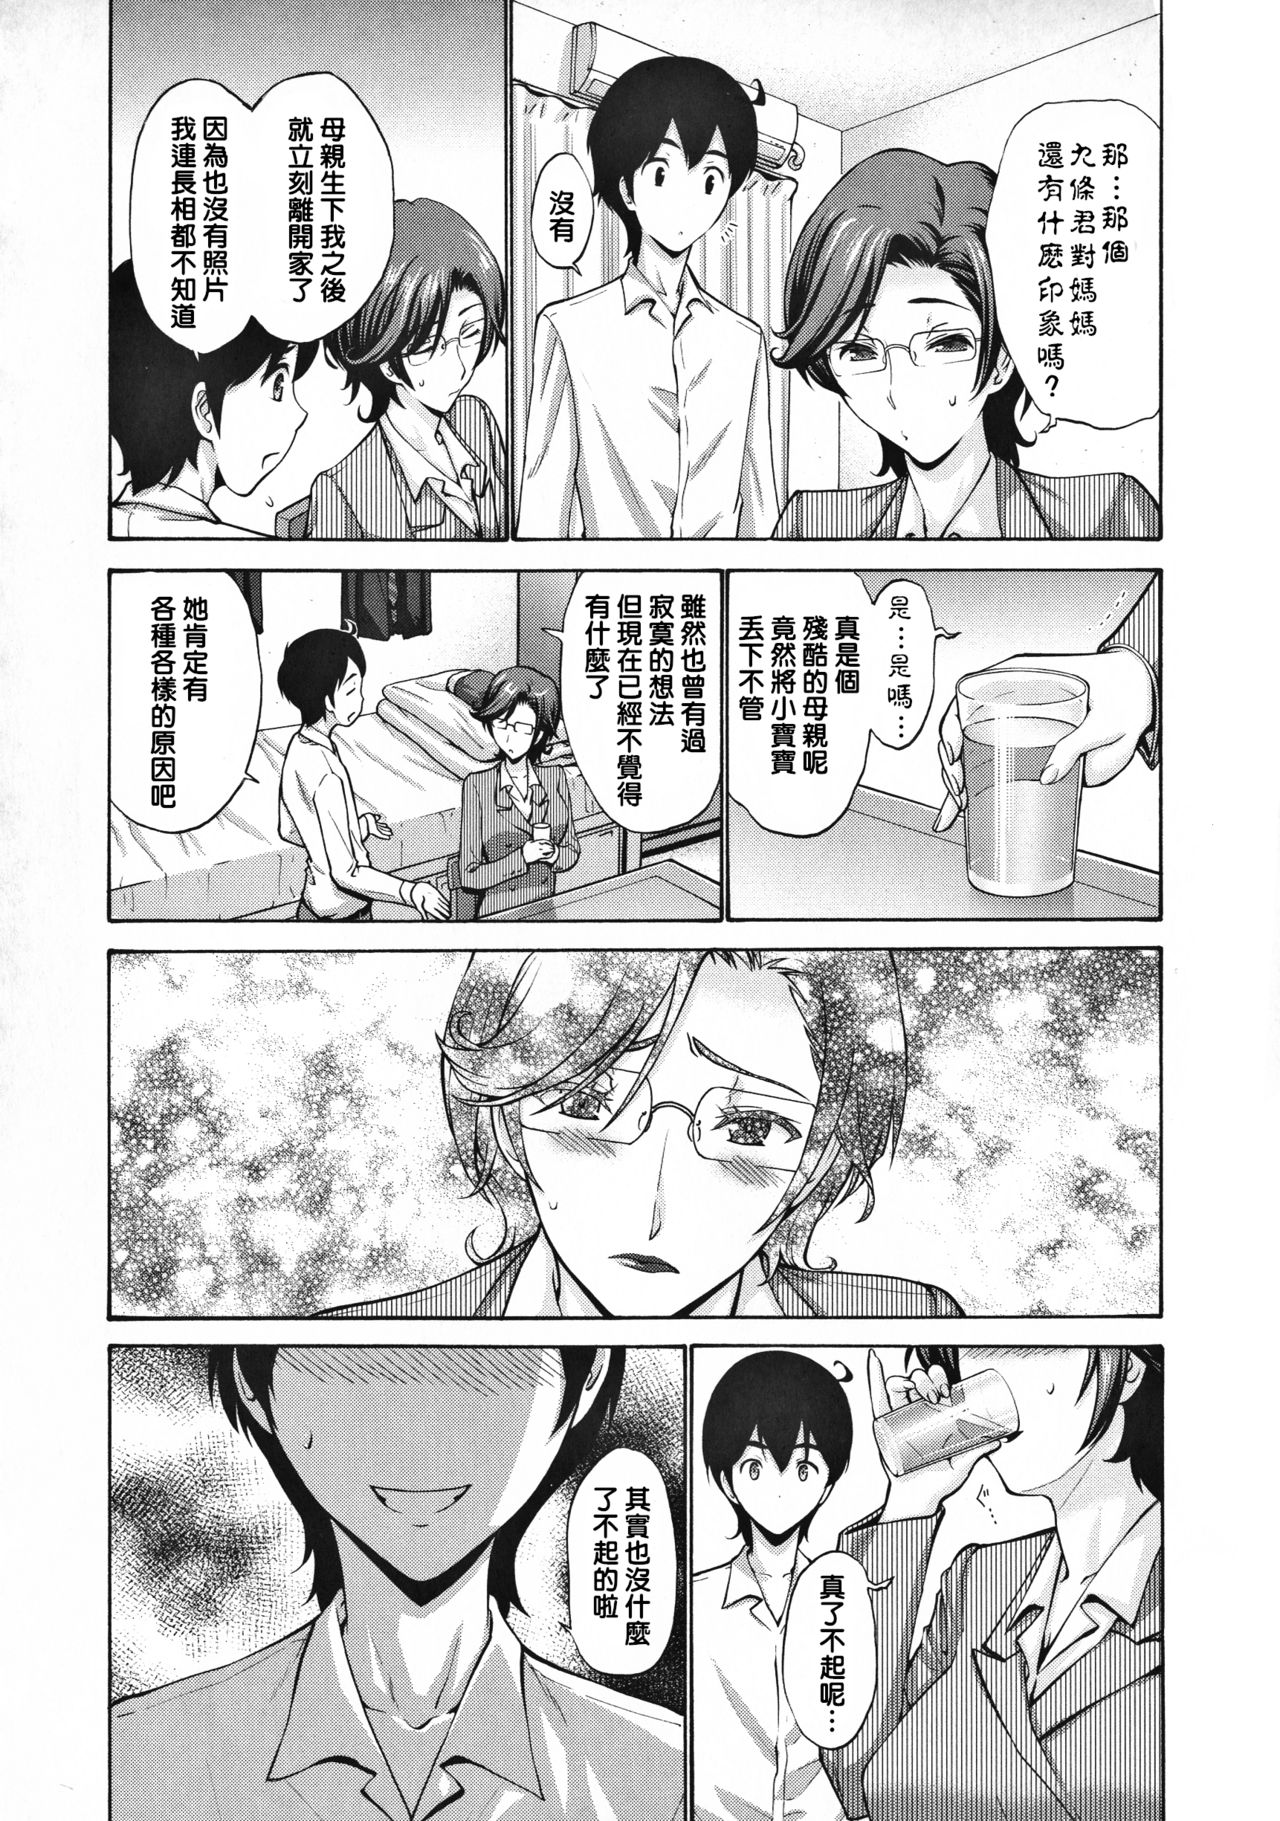 那…那個
九條君對媽媽
還有什麼印象嗎?
沒有
母親生下我之後
就立刻離開家了
因為也沒有照片
我連長相都不知道
是…是嗎…
真是個
殘酷的母親呢
竟然將小寶寶
丟下不管
雖然也曾有過
寂寞的想法
但現在已經不覺得
有什麼了
她肯定有
各種各樣的原因吧
真了不起呢…
其實也沒什麼
了不起的啦